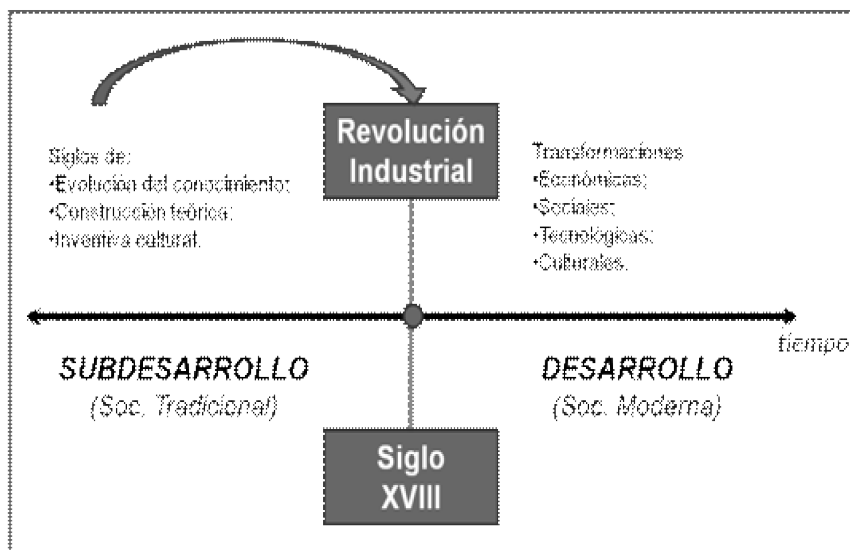 Revolución
Industrial
Siglos de:
•Evolución del conocimiento;
•Construcción teórica;
•Inventiva cultural.
Transformaciones
•Económicas;
•Sociales;
•Tecnológicas;
•Culturales.
tiempo
SUBDESARROLLO
(Soc. Tradicional)
DESARROLLO
(Soc. Moderna)
Siglo
XVIII